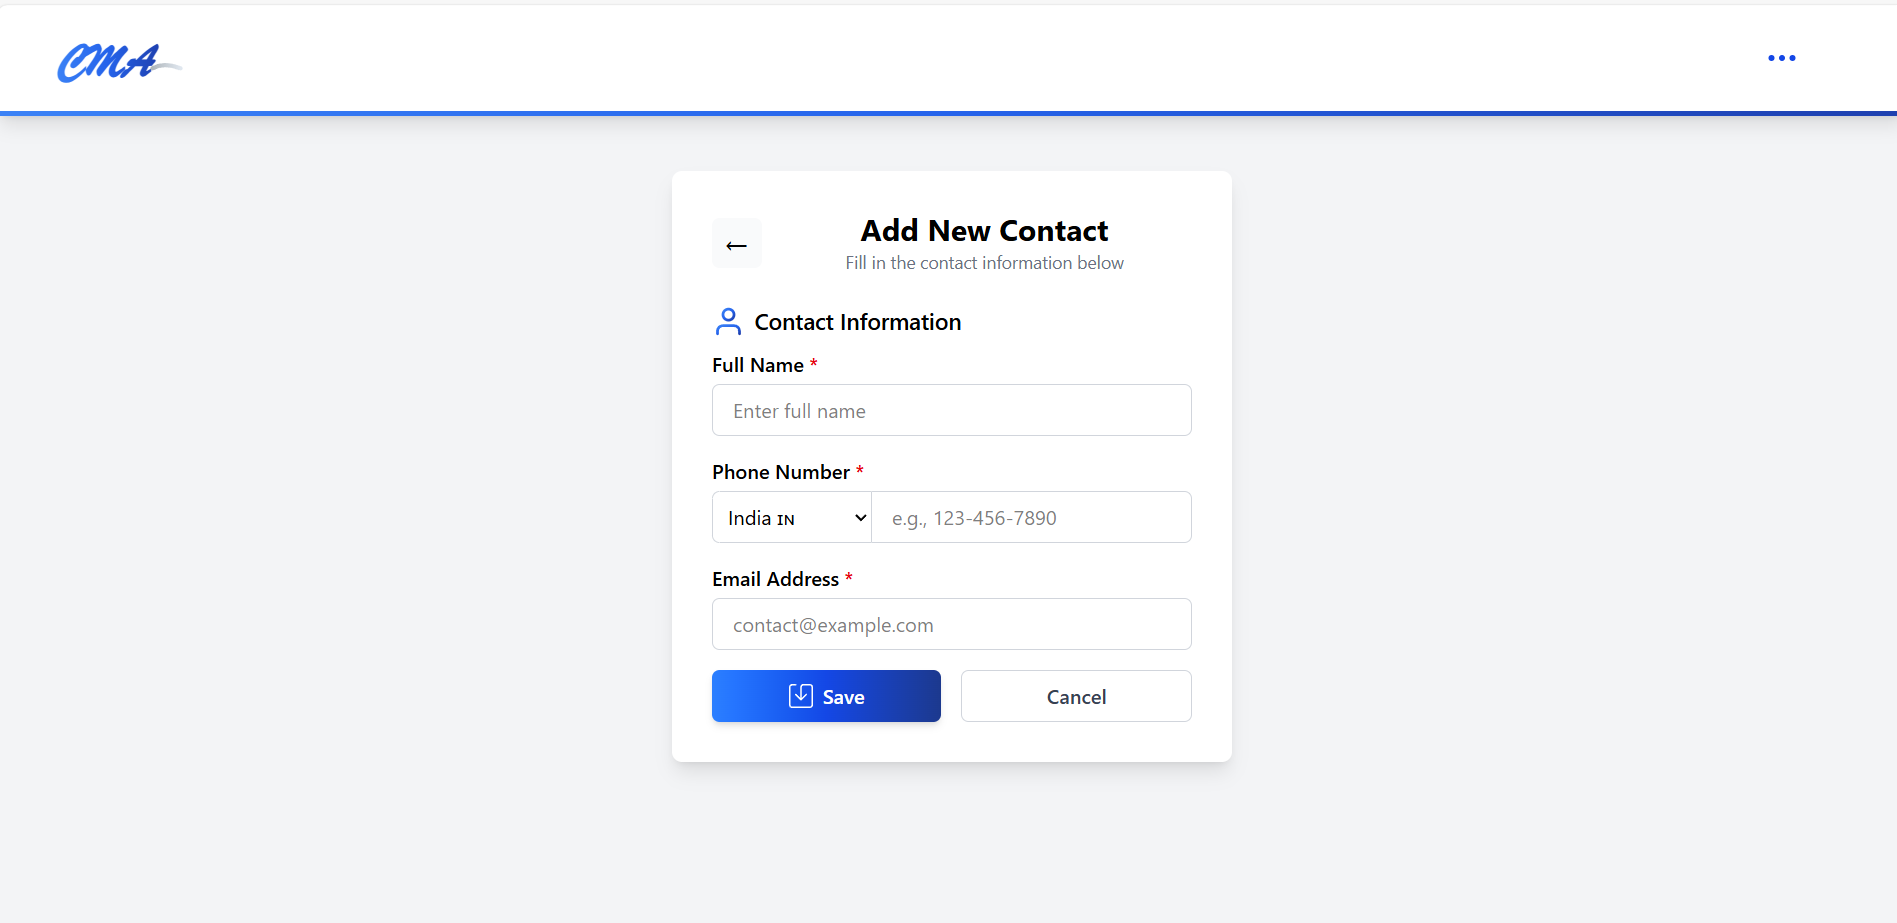 CMA
Add New Contact
Fill in the contact information below
Contact Information
Full Name *
Enter full name
Phone Number *
India IN
e.g., 123-456-7890
Email Address *
contact@example.com
Save
Cancel